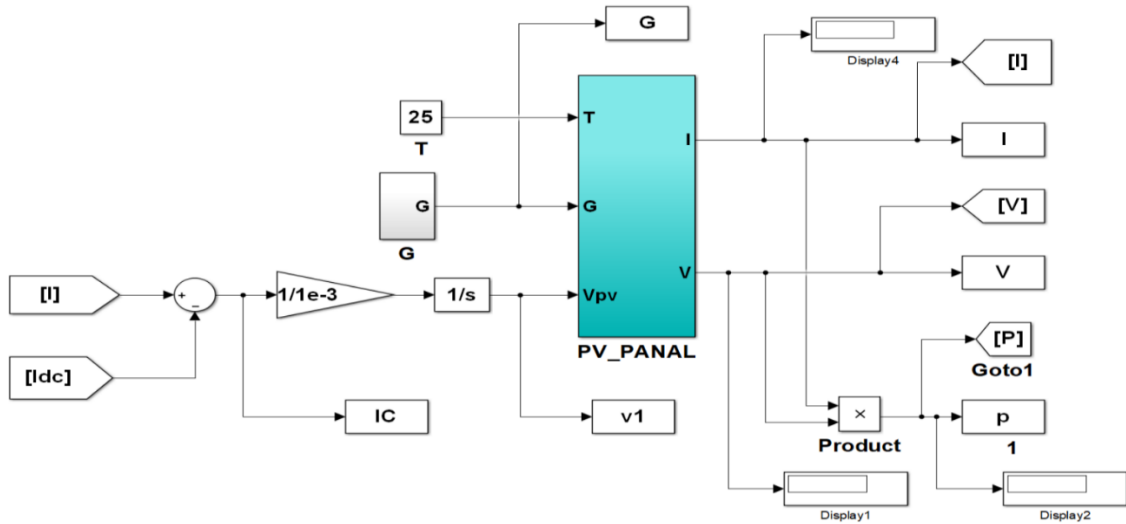 G
Display4
[I]
25
T
T
I
I
G
G
G
[V]
V
V
[I]
+
−
1/1e-3
1/s
Vpv
PV_PANAL
[P]
Goto1
[Idc]
IC
v1
×
Product
p
1
Display1
Display2